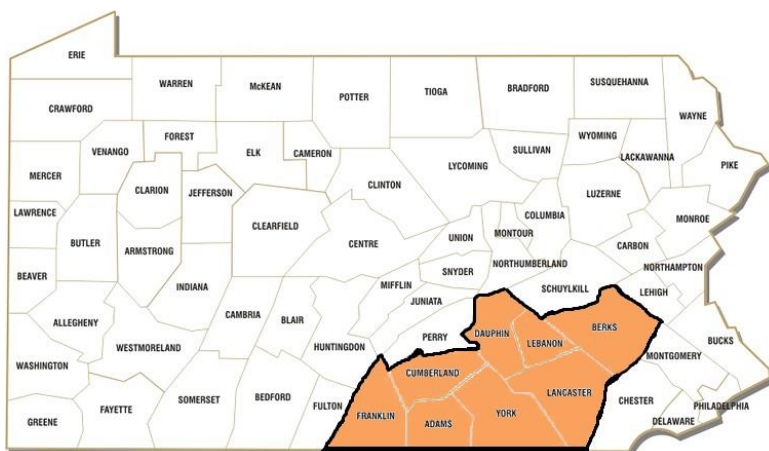 ERIE
WARREN
McKEAN
POTTER
TIOGA
BRADFORD
SUSQUEHANNA
WAYNE
CRAWFORD
FOREST
VENANGO
ELK
CAMERON
SULLIVAN
WYOMING
LACKAWANNA
PIKE
MERCER
CLARION
JEFFERSON
CLINTON
LYCOMING
LUZERNE
LAWRENCE
BUTLER
CLEARFIELD
CENTRE
UNION
MONTOUR
COLUMBIA
MONROE
ARMSTRONG
CARBON
BEAVER
INDIANA
SNYDER
NORTHUMBERLAND
NORTHAMPTON
MIFFLIN
SCHUYLKILL
LEHIGH
JUNIATA
ALLEGHENY
CAMBRIA
BLAIR
HUNTINGDON
PERRY
DAUPHIN
LEBANON
BERKS
BUCKS
WESTMORELAND
WASHINGTON
MONTGOMERY
CUMBERLAND
LANCASTER
CHESTER
SOMERSET
BEDFORD
FULTON
FRANKLIN
YORK
PHILADELPHIA
FAYETTE
GREENE
ADAMS
DELAWARE